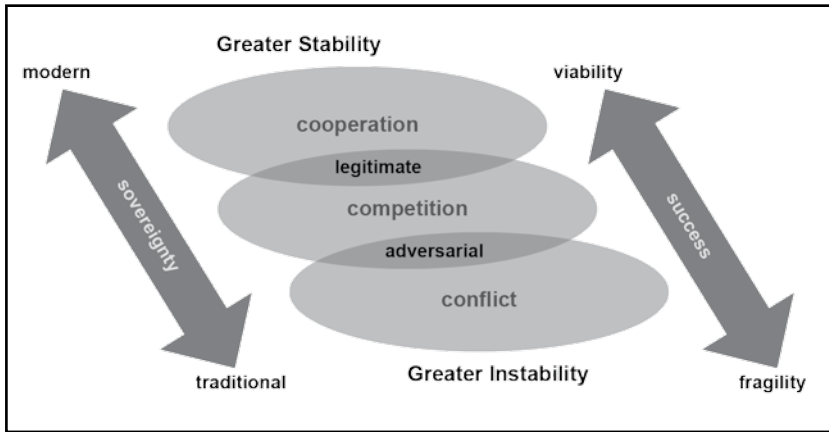 Greater Stability
modern
viability
cooperation
legitimate
sovereignty
competition
success
adversarial
conflict
Greater Instability
traditional
fragility